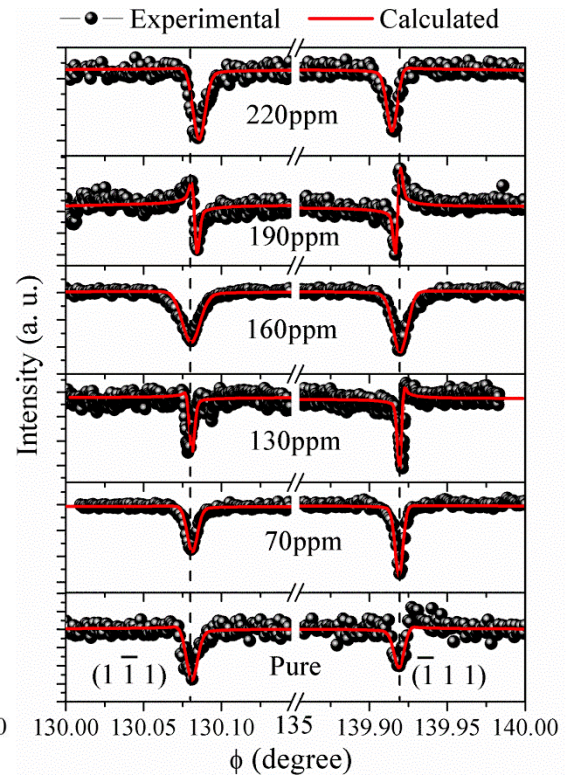 Experimental Calculated
220ppm
190ppm
160ppm
130ppm
70ppm
Pure
(1 1̅ 1) (1̅ 1 1)
Intensity (a. u.)
0 130.00 130.05 130.10 135 139.90 139.95 140.00
ϕ (degree)